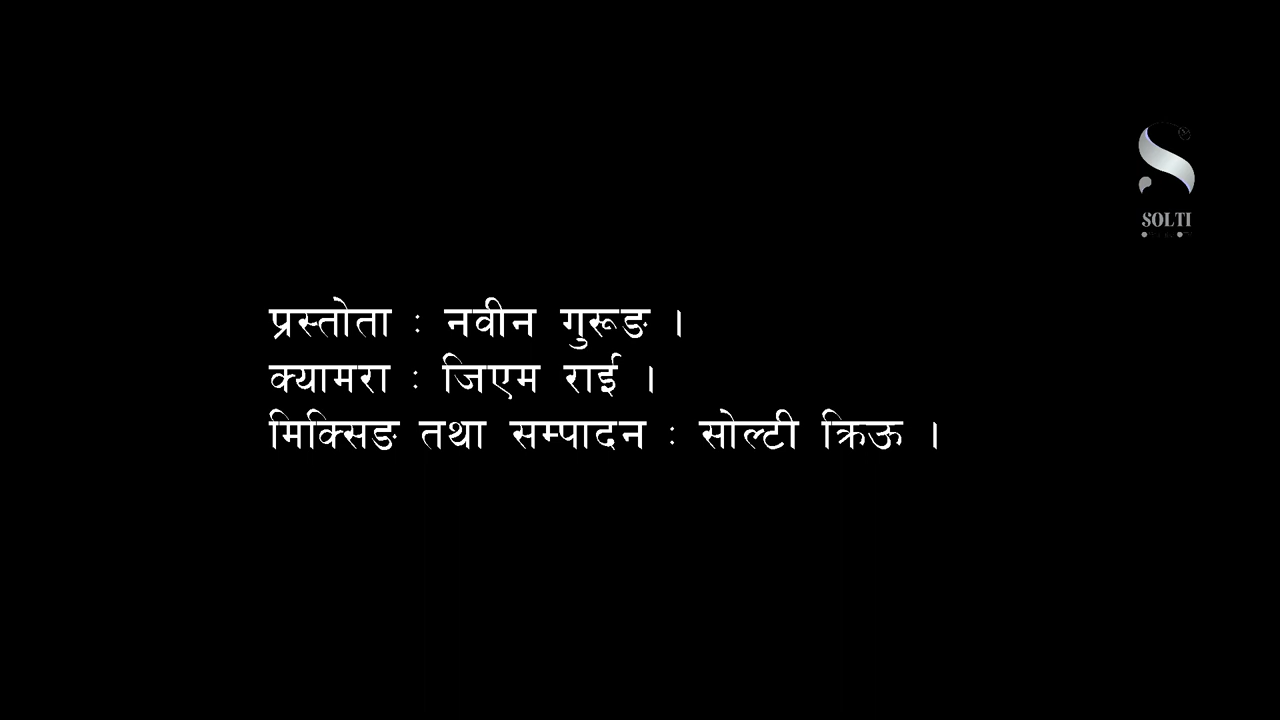 SOLTI
प्रस्तोता : नवीन गुरूङ ।
क्यामरा : जिएम राई ।
मिक्सिङ तथा सम्पादन : सोल्टी क्रिऊ ।